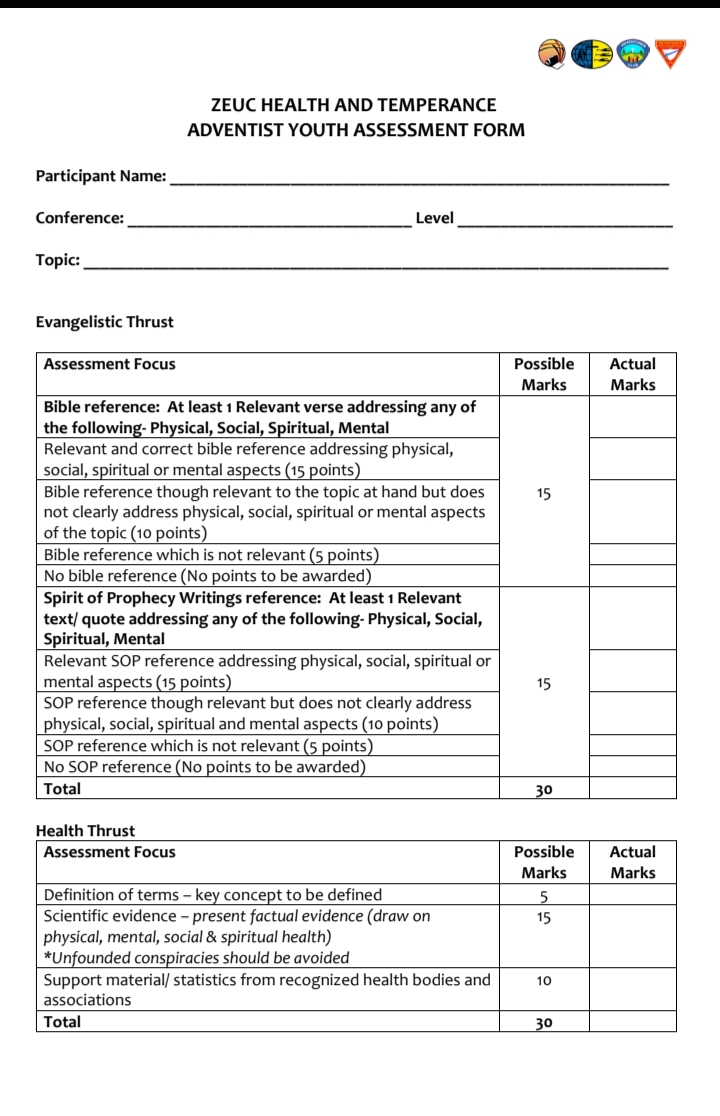 ZEUC HEALTH AND TEMPERANCE
ADVENTIST YOUTH ASSESSMENT FORM
Participant Name: ____________________________________________
Conference: ______________________________ Level ______________________
Topic: ____________________________________________
Evangelistic Thrust
Assessment Focus
Possible Marks
Actual Marks
Bible reference:  At least 1 Relevant verse addressing any of
the following- Physical, Social, Spiritual, Mental
Relevant and correct bible reference addressing physical,
social, spiritual or mental aspects (15 points)
Bible reference though relevant to the topic at hand but does
not clearly address physical, social, spiritual or mental aspects
of the topic (10 points)
15
Bible reference which is not relevant (5 points)
No bible reference (No points to be awarded)
Spirit of Prophecy Writings reference:  At least 1 Relevant
text/ quote addressing any of the following- Physical, Social,
Spiritual, Mental
Relevant SOP reference addressing physical, social, spiritual or
mental aspects (15 points)
15
SOP reference though relevant but does not clearly address
physical, social, spiritual and mental aspects (10 points)
SOP reference which is not relevant (5 points)
No SOP reference (No points to be awarded)
Total 30
Health Thrust
Assessment Focus
Possible Marks
Actual Marks
Definition of terms – key concept to be defined 5
Scientific evidence – present factual evidence (draw on 15
physical, mental, social & spiritual health)
*Unfounded conspiracies should be avoided
Support material/ statistics from recognized health bodies and 10
associations
Total 30